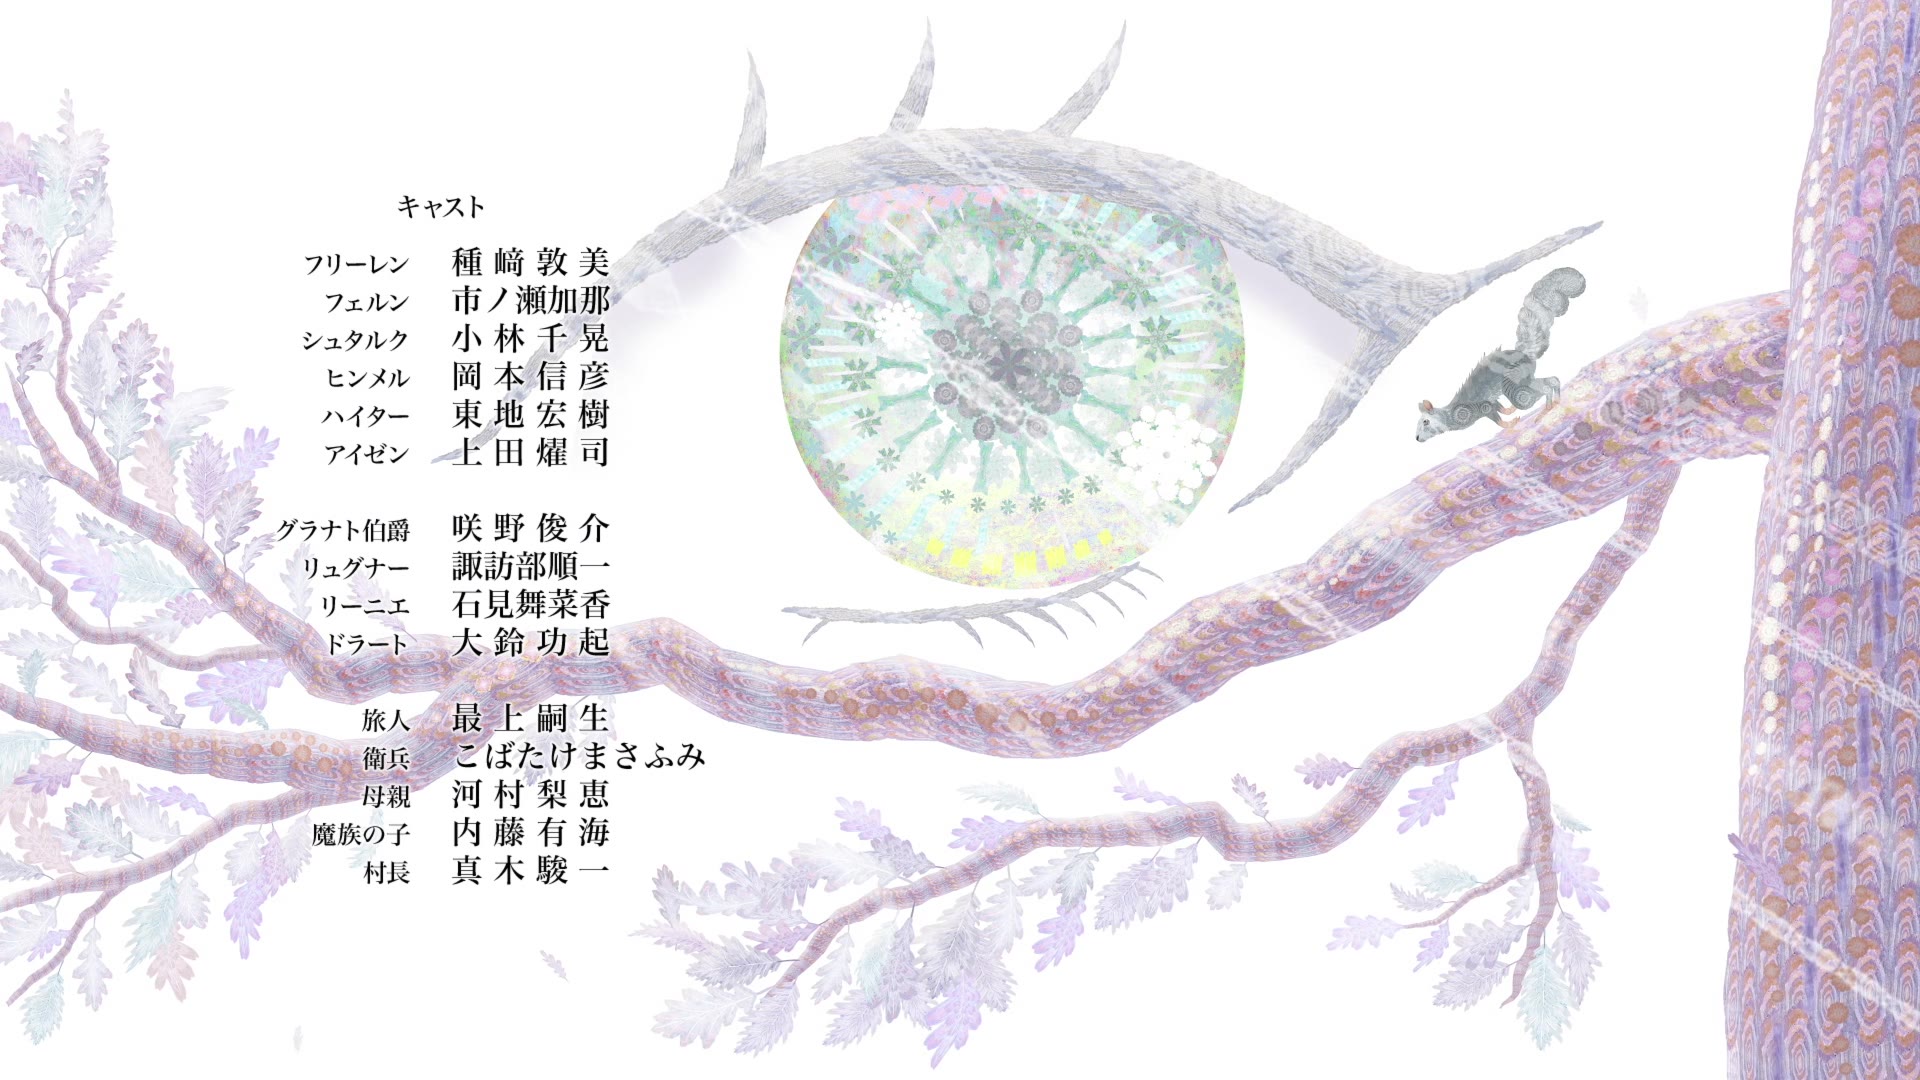 キャスト
フリーレン 種﨑敦美
フェルン 市ノ瀬加那
シュタルク 小林千晃
ヒンメル 岡本信彦
ハイター 東地宏樹
アイゼン 上田燿司
グラナト伯爵 咲野俊介
リュグナー 諏訪部順一
リーニエ 石見舞菜香
ドラート 大鈴功起
旅人 最上嗣生
衛兵 こばたけまさふみ
母親 河村梨恵
魔族の子 内藤有海
村長 真木駿一